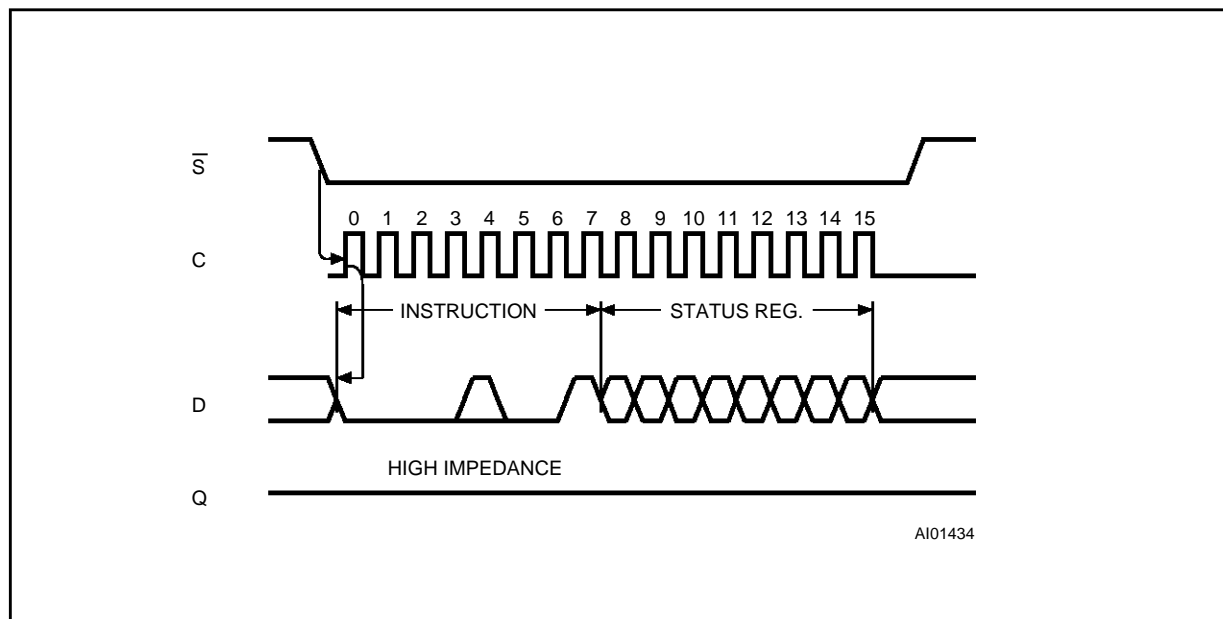 S̅
0 1 2 3 4 5 6 7 8 9 10 11 12 13 14 15
C
INSTRUCTION STATUS REG.
D
HIGH IMPEDANCE
Q
AI01434